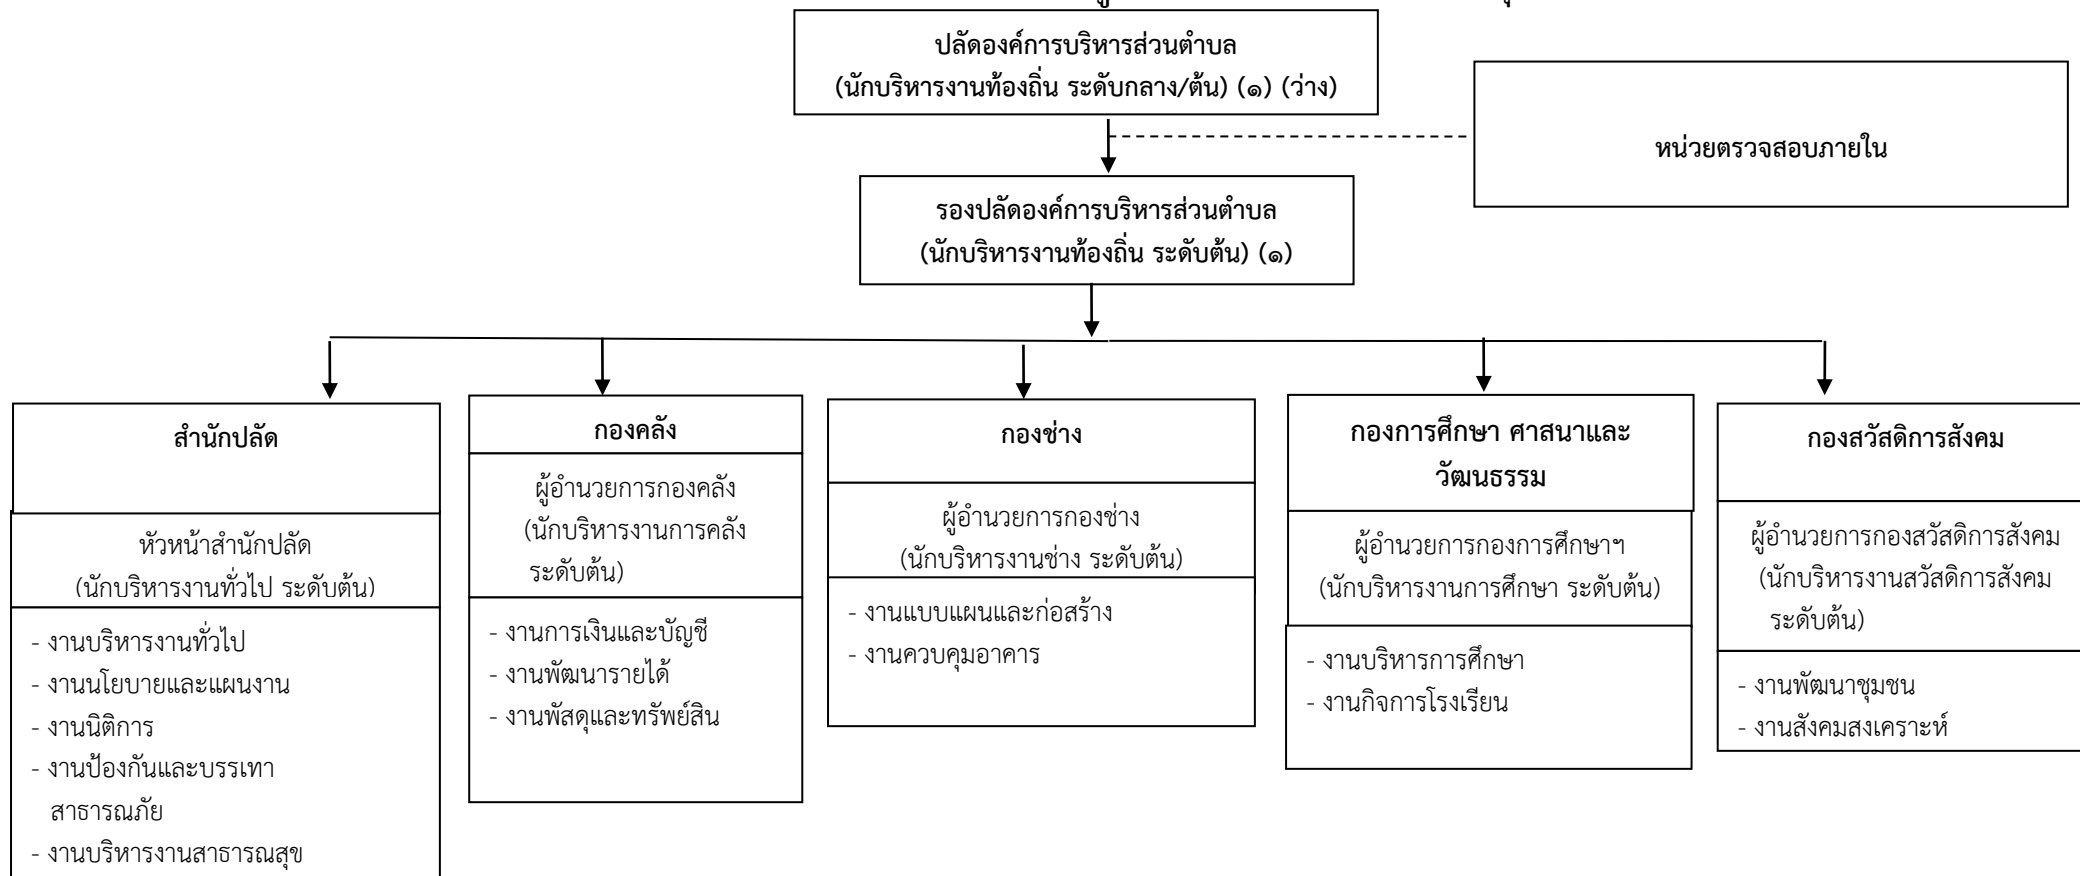 ปลัดองค์การบริหารส่วนตำบล
(นักบริหารงานท้องถิ่น ระดับกลาง/ต้น) (๑) (ว่าง)
หน่วยตรวจสอบภายใน
รองปลัดองค์การบริหารส่วนตำบล
(นักบริหารงานท้องถิ่น ระดับต้น) (๑)
สำนักปลัด
หัวหน้าสำนักปลัด
(นักบริหารงานทั่วไป ระดับต้น)
- งานบริหารงานทั่วไป
- งานนโยบายและแผนงาน
- งานนิติการ
- งานป้องกันและบรรเทา
สาธารณภัย
- งานบริหารงานสาธารณสุข
กองคลัง
ผู้อำนวยการกองคลัง
(นักบริหารงานการคลัง
ระดับต้น)
- งานการเงินและบัญชี
- งานพัฒนารายได้
- งานพัสดุและทรัพย์สิน
กองช่าง
ผู้อำนวยการกองช่าง
(นักบริหารงานช่าง ระดับต้น)
- งานแบบแผนและก่อสร้าง
- งานควบคุมอาคาร
กองการศึกษา ศาสนาและ
วัฒนธรรม
ผู้อำนวยการกองการศึกษาฯ
(นักบริหารงานการศึกษา ระดับต้น)
- งานบริหารการศึกษา
- งานกิจการโรงเรียน
กองสวัสดิการสังคม
ผู้อำนวยการกองสวัสดิการสังคม
(นักบริหารงานสวัสดิการสังคม
ระดับต้น)
- งานพัฒนาชุมชน
- งานสังคมสงเคราะห์